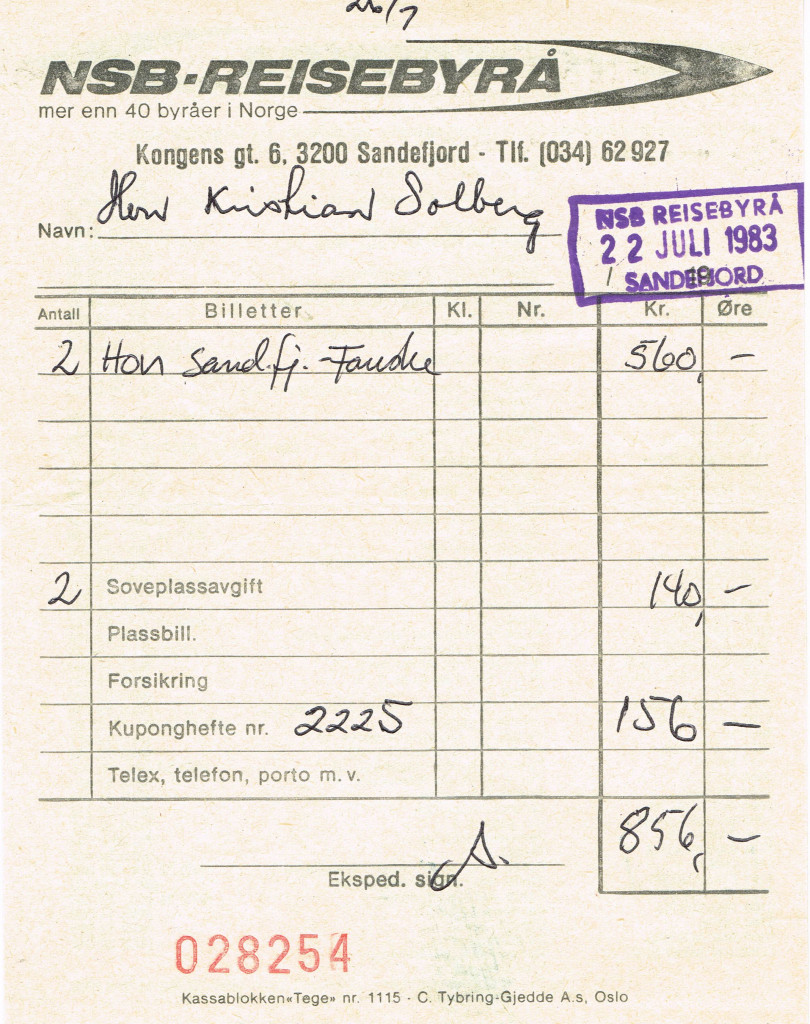 26/7
NSB-REISEBYRÅ
mer enn 40 byråer i Norge
Kongens gt. 6, 3200 Sandefjord - Tlf. (034) 62 927
Navn: Herr Kristian Solberg
NSB REISEBYRÅ
22 JULI 1983
SANDEFJORD
Antall Billetter Kl. Nr. Kr. Øre
2 Hon Sandfj.-Fauske 560, -
2 Soveplassavgift 140, -
Plassbill.
Forsikring
Kuponghefte nr. 2225 156 -
Telex, telefon, porto m.v.
856, -
Eksped. sign.
028254
Kassablokken«Tege» nr. 1115 - C. Tybring-Gjedde A.s, Oslo